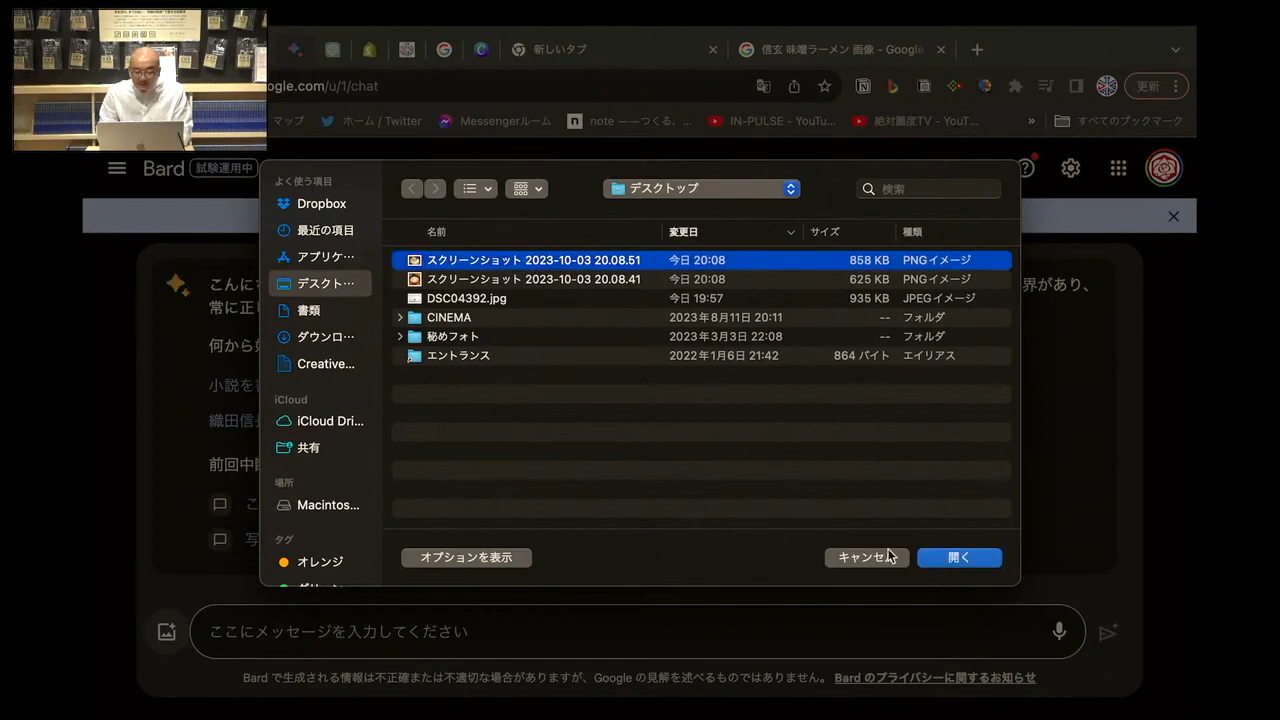 新しいタブ
信玄 味噌ラーメン - Google
gle.com/u/1/chat
更新
マップ
ホーム / Twitter
Messengerルーム
note ――つくる、...
IN-PULSE - YouTu...
絶対麺座TV - YouT...
»
すべてのブックマーク
Bard 試験運用中
よく使う項目
Dropbox
最近の項目
アプリケ…
デスクト…
書類
ダウンロ…
Creative...
iCloud
iCloud Dri...
共有
場所
Macintos...
タグ
オレンジ
デスクトップ
検索
名前 変更日 サイズ 種類
スクリーンショット 2023-10-03 20.08.51 今日 20:08 858 KB PNGイメージ
スクリーンショット 2023-10-03 20.08.41 今日 20:08 625 KB PNGイメージ
DSC04392.jpg 今日 19:57 935 KB JPEGイメージ
CINEMA 2023年8月11日 20:11 -- フォルダ
秘めフォト 2023年3月3日 22:08 -- フォルダ
エントランス 2022年1月6日 21:42 864 バイト エイリアス
オプションを表示
キャンセル
開く
こんに
界があり、
常に正し
何から始
小説を
織田信長
前回中断
こ
写
ここにメッセージを入力してください
Bard で生成される情報は不正確または不適切な場合がありますが、Google の見解を述べるものではありません。 Bard のプライバシーに関するお知らせ